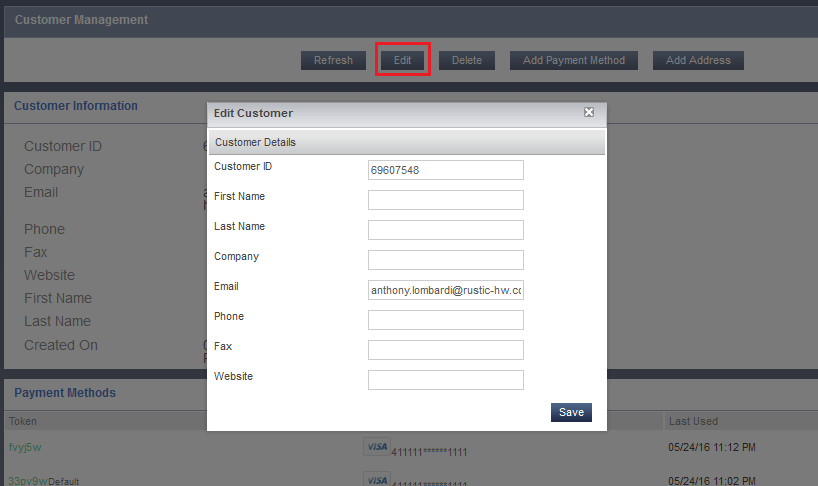 Customer Management
Refresh Edit Delete Add Payment Method Add Address
Customer Information
Edit Customer
Customer Details
Customer ID
Company
Email
Phone
Fax
Website
First Name
Last Name
Created On
Customer ID 69607548
First Name
Last Name
Company
Email anthony.lombardi@rustic-hw.co
Phone
Fax
Website
Save
Payment Methods
Token Last Used
fvyj5w VISA 411111******1111 05/24/16 11:12 PM
33pv9w Default VISA 411111******1111 05/24/16 11:02 PM